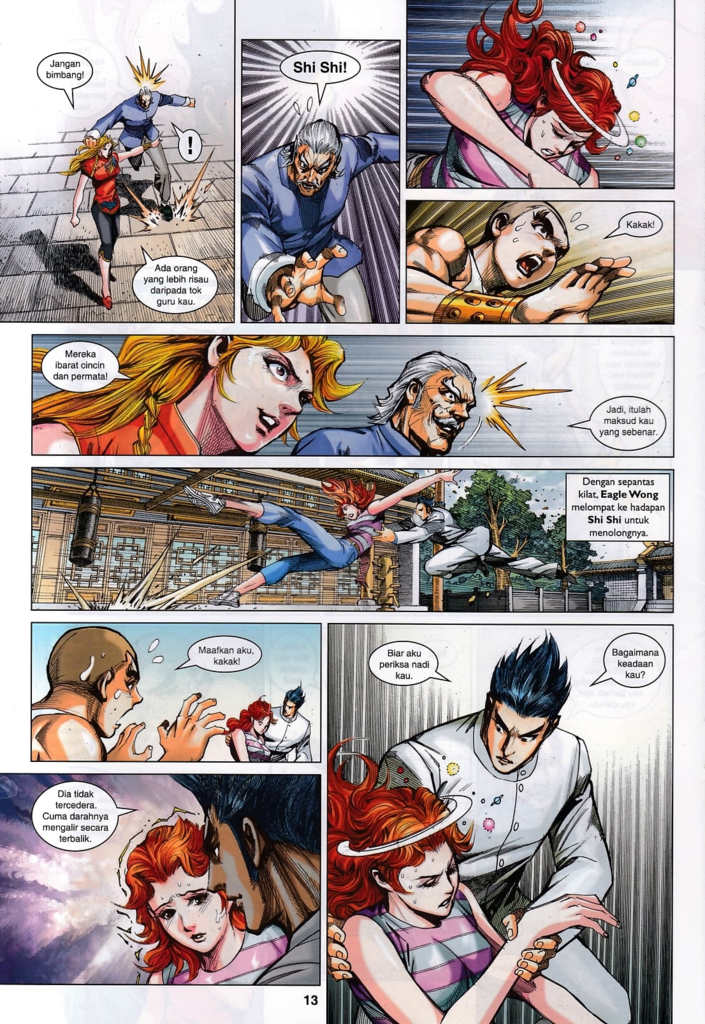 Jangan
bimbang!
!
Ada orang
yang lebih risau
daripada tok
guru kau.
Shi Shi!
Kakak!
Mereka
ibarat cincin
dan permata!
Jadi, itulah
maksud kau
yang sebenar.
Dengan sepantas
kilat, Eagle Wong
melompat ke hadapan
Shi Shi untuk
menolongnya.
Maafkan aku,
kakak!
Biar aku
periksa nadi
kau.
Bagaimana
keadaan
kau?
Dia tidak
tercedera.
Cuma darahnya
mengalir secara
terbalik.
13